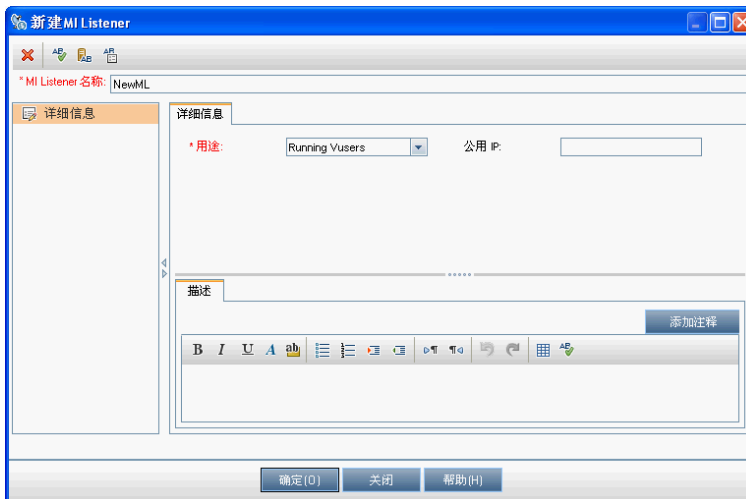 新建MI Listener
* MI Listener 名称: NewML
详细信息
详细信息
* 用途: Running Vusers 公用 IP:
描述
添加注释
B I U A ab
确定(O) 关闭 帮助(H)